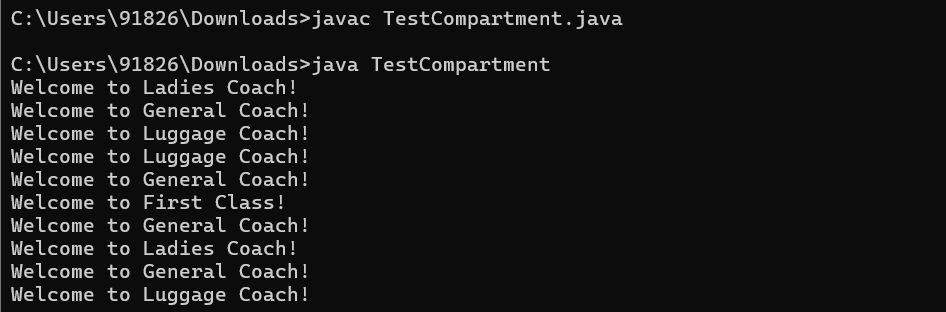 C:\Users\91826\Downloads>javac TestCompartment.java
C:\Users\91826\Downloads>java TestCompartment
Welcome to Ladies Coach!
Welcome to General Coach!
Welcome to Luggage Coach!
Welcome to Luggage Coach!
Welcome to General Coach!
Welcome to First Class!
Welcome to General Coach!
Welcome to Ladies Coach!
Welcome to General Coach!
Welcome to Luggage Coach!